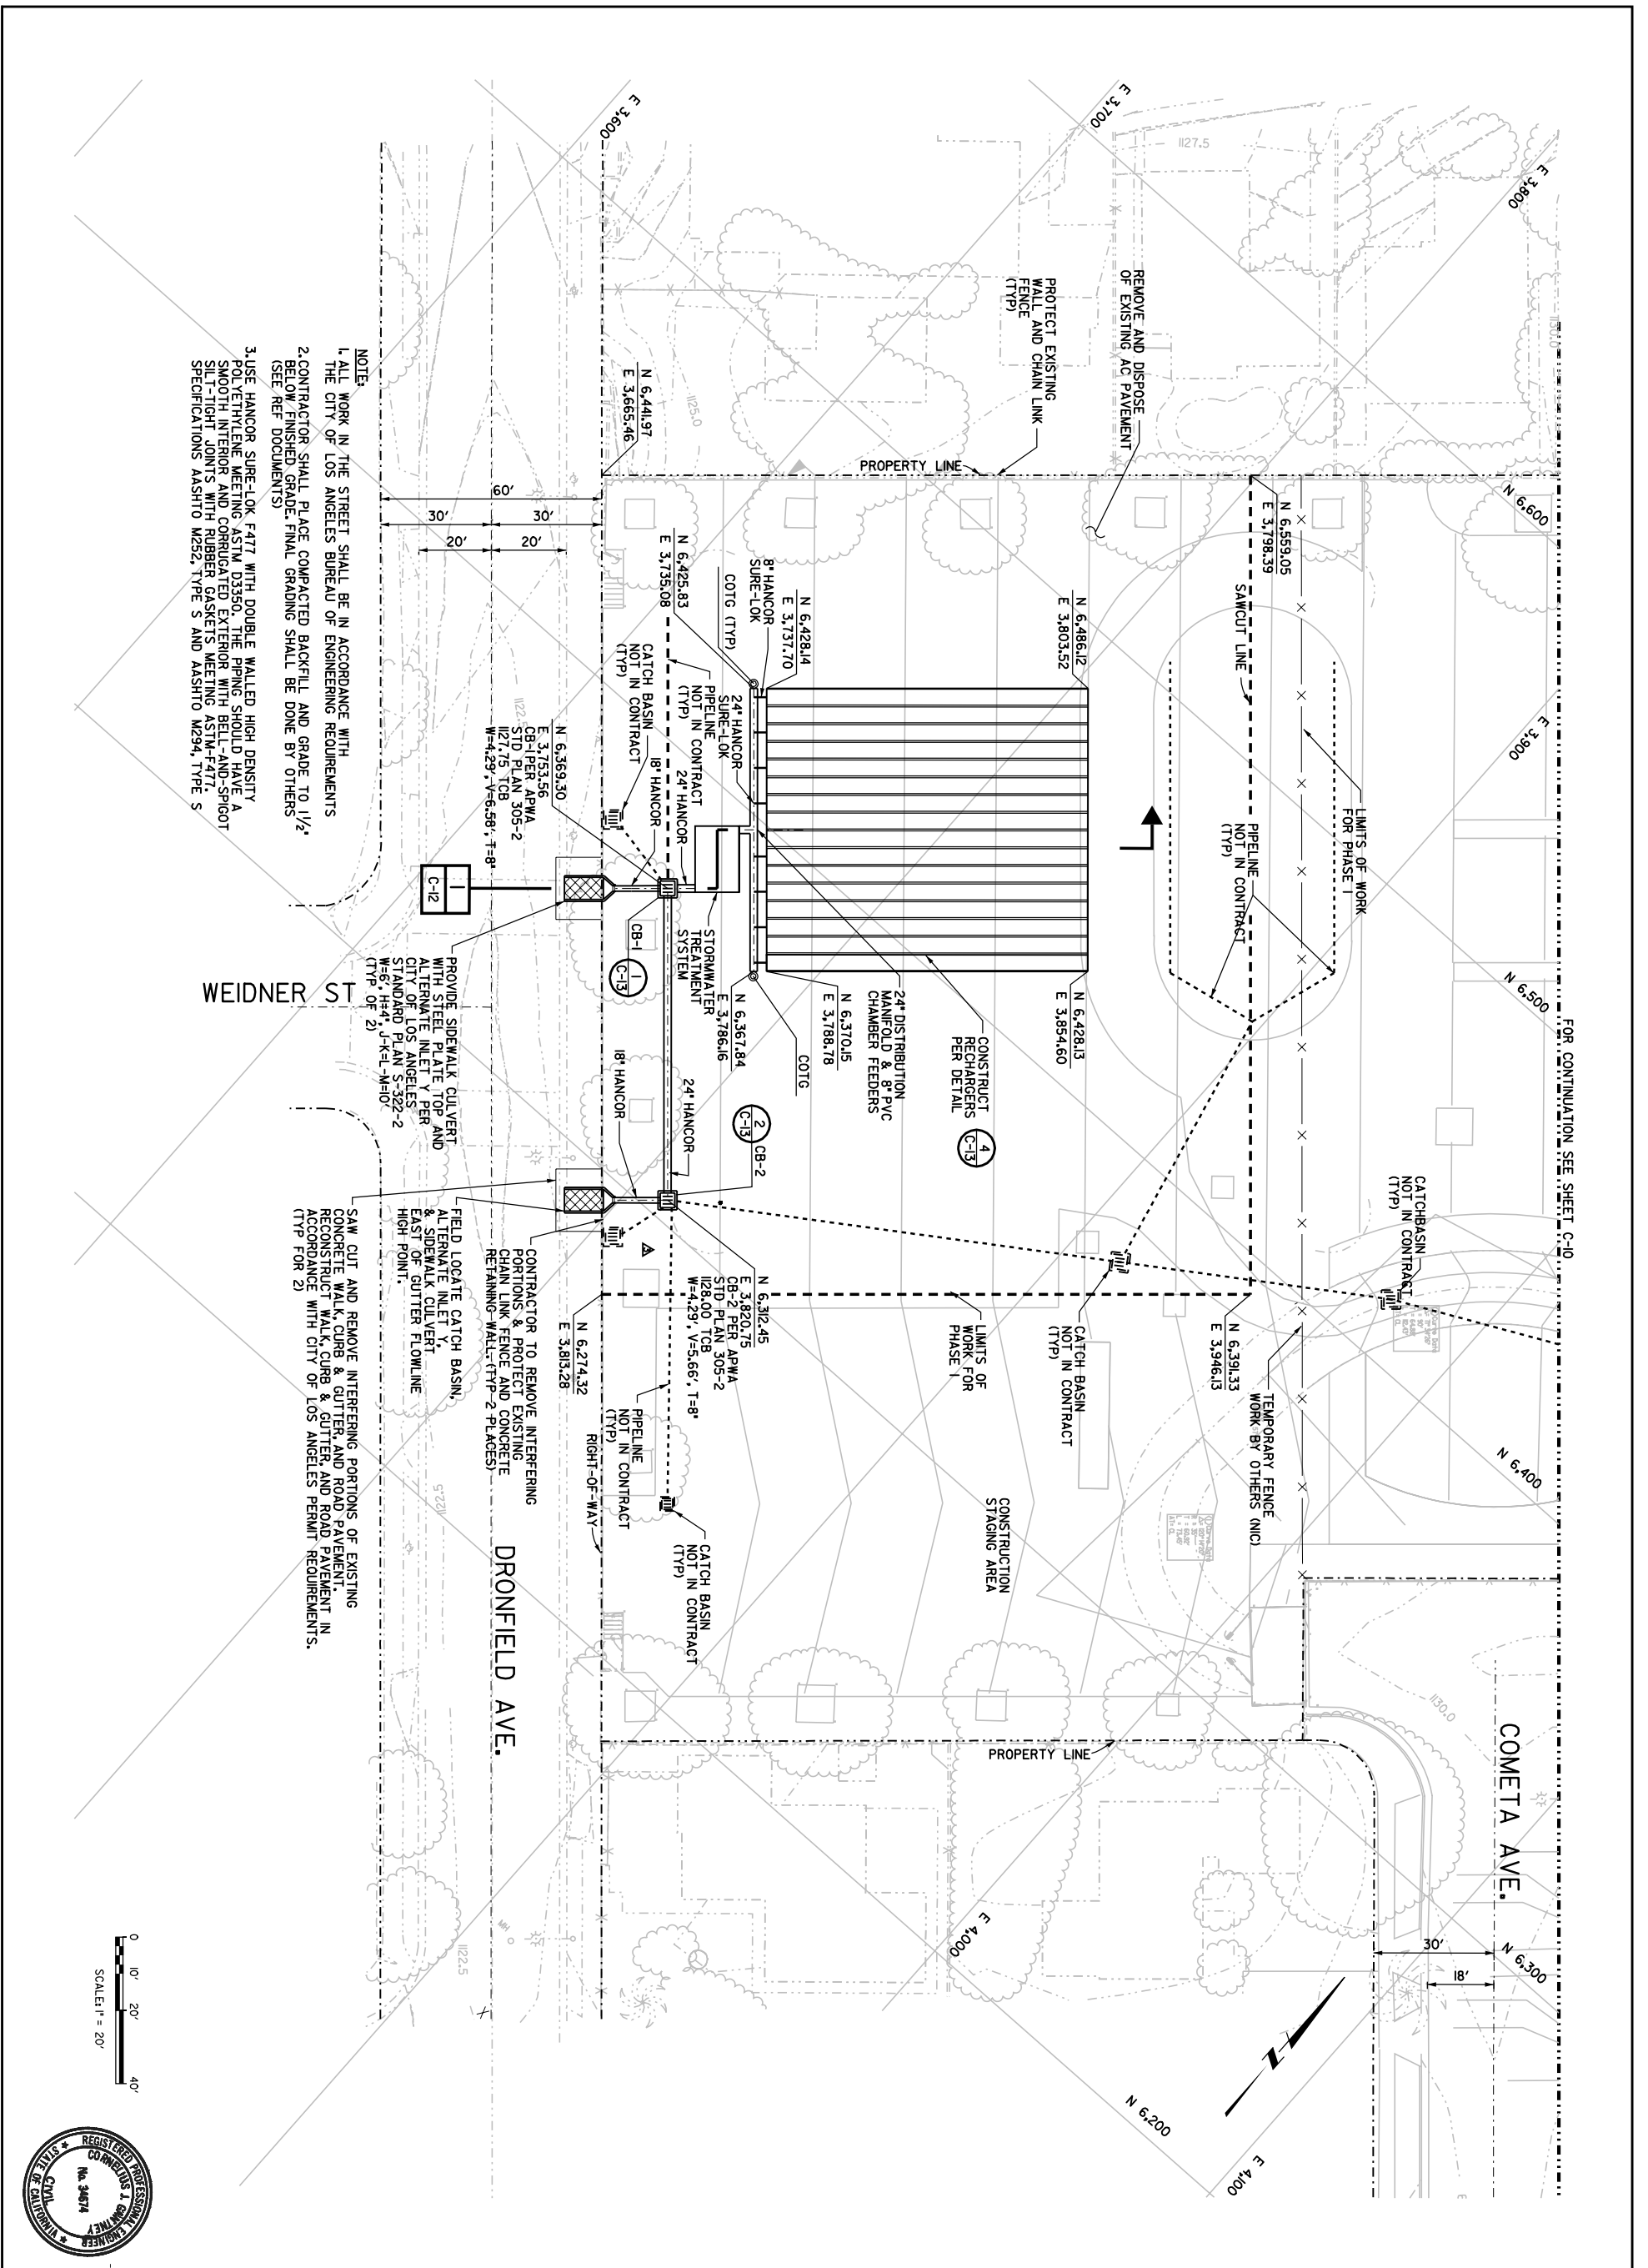 FOR CONTINUATION SEE SHEET C-10
COMETA AVE.
30'
18'
N 6,600
N 6,500
N 6,400
N 6,300
N 6,200
E 3,600
E 3,700
E 3,800
E 3,900
E 4,000
E 4,100
1127.5
1130.0
1125.0
1130.0
1122.5
1122.5
1122.5
REMOVE AND DISPOSE
OF EXISTING AC PAVEMENT
PROTECT EXISTING
WALL AND CHAIN LINK
FENCE
(TYP)
PROPERTY LINE
N 6,559.05
E 3,798.39
SAWCUT LINE
LIMITS OF WORK
FOR PHASE 1
PIPELINE
NOT IN CONTRACT
(TYP)
CATCHBASIN
NOT IN CONTRACT
(TYP)
TEMPORARY FENCE
WORK BY OTHERS (NIC)
N 6,391.33
E 3,946.13
CATCH BASIN
NOT IN CONTRACT
(TYP)
LIMITS OF
WORK FOR
PHASE 1
CONSTRUCTION
STAGING AREA
PROPERTY LINE
N 6,486.12
E 3,803.52
N 6,428.13
E 3,854.60
CONSTRUCT
RECHARGERS
PER DETAIL
4
C-13
24" DISTRIBUTION
MANIFOLD & 8" PVC
CHAMBER FEEDERS
N 6,428.14
E 3,737.70
N 6,370.15
E 3,788.78
COTG
8" HANCOR
SURE-LOK
COTG (TYP)
24" HANCOR
SURE-LOK
N 6,425.83
E 3,735.08
N 6,367.84
E 3,786.16
2
C-13
CB-2
PIPELINE
NOT IN CONTRACT
(TYP)
24" HANCOR
STORMWATER
TREATMENT
SYSTEM
24" HANCOR
CATCH BASIN
NOT IN CONTRACT
(TYP)
18" HANCOR
CB-1
1
C-13
18" HANCOR
N 6,441.97
E 3,665.46
N 6,369.30
E 3,753.56
CB-1 PER APWA
STD PLAN 305-2
1127.75 TCB
W=4.29', V=6.58', T=8"
N 6,312.45
E 3,820.75
CB-2 PER APWA
STD PLAN 305-2
1128.00 TCB
W=4.29', V=5.66', T=8"
CATCH BASIN
NOT IN CONTRACT
(TYP)
PIPELINE
NOT IN CONTRACT
(TYP)
RIGHT-OF-WAY
N 6,274.32
E 3,813.28
CONTRACTOR TO REMOVE INTERFERING
PORTIONS & PROTECT EXISTING
CHAIN LINK FENCE AND CONCRETE
RETAINING WALL. (TYP-2 PLACES)
FIELD LOCATE CATCH BASIN,
ALTERNATE INLET Y,
& SIDEWALK CULVERT
EAST OF GUTTER FLOWLINE
HIGH POINT.
SAW CUT AND REMOVE INTERFERING PORTIONS OF EXISTING
CONCRETE WALK, CURB & GUTTER, AND ROAD PAVEMENT.
RECONSTRUCT WALK, CURB & GUTTER, AND ROAD PAVEMENT IN
ACCORDANCE WITH CITY OF LOS ANGELES PERMIT REQUIREMENTS.
(TYP FOR 2)
PROVIDE SIDEWALK CULVERT
WITH STEEL PLATE TOP AND
ALTERNATE INLET Y PER
CITY OF LOS ANGELES
STANDARD PLAN S-322-2
W=6', H=4", J=K=L=M=10'
(TYP OF 2)
1
C-12
60'
30'
30'
20'
20'
DRONFIELD AVE.
WEIDNER ST
MH
NOTE:
1. ALL WORK IN THE STREET SHALL BE IN ACCORDANCE WITH
THE CITY OF LOS ANGELES BUREAU OF ENGINEERING REQUIREMENTS
2. CONTRACTOR SHALL PLACE COMPACTED BACKFILL AND GRADE TO 1 1/2"
BELOW FINISHED GRADE. FINAL GRADING SHALL BE DONE BY OTHERS
(SEE REF DOCUMENTS)
3. USE HANCOR SURE-LOK F477 WITH DOUBLE WALLED HIGH DENSITY
POLYETHYLENE MEETING ASTM D3350. THE PIPING SHOULD HAVE A
SMOOTH INTERIOR AND CORRUGATED EXTERIOR WITH BELL-AND-SPIGOT
SILT-TIGHT JOINTS WITH RUBBER GASKETS MEETING ASTM-F477.
SPECIFICATIONS AASHTO M252, TYPE S AND AASHTO M294, TYPE S
0 10' 20' 40'
SCALE: 1" = 20'
REGISTERED PROFESSIONAL ENGINEER
CORNELIUS J. GANTNEY
No. 34674
CIVIL
STATE OF CALIFORNIA